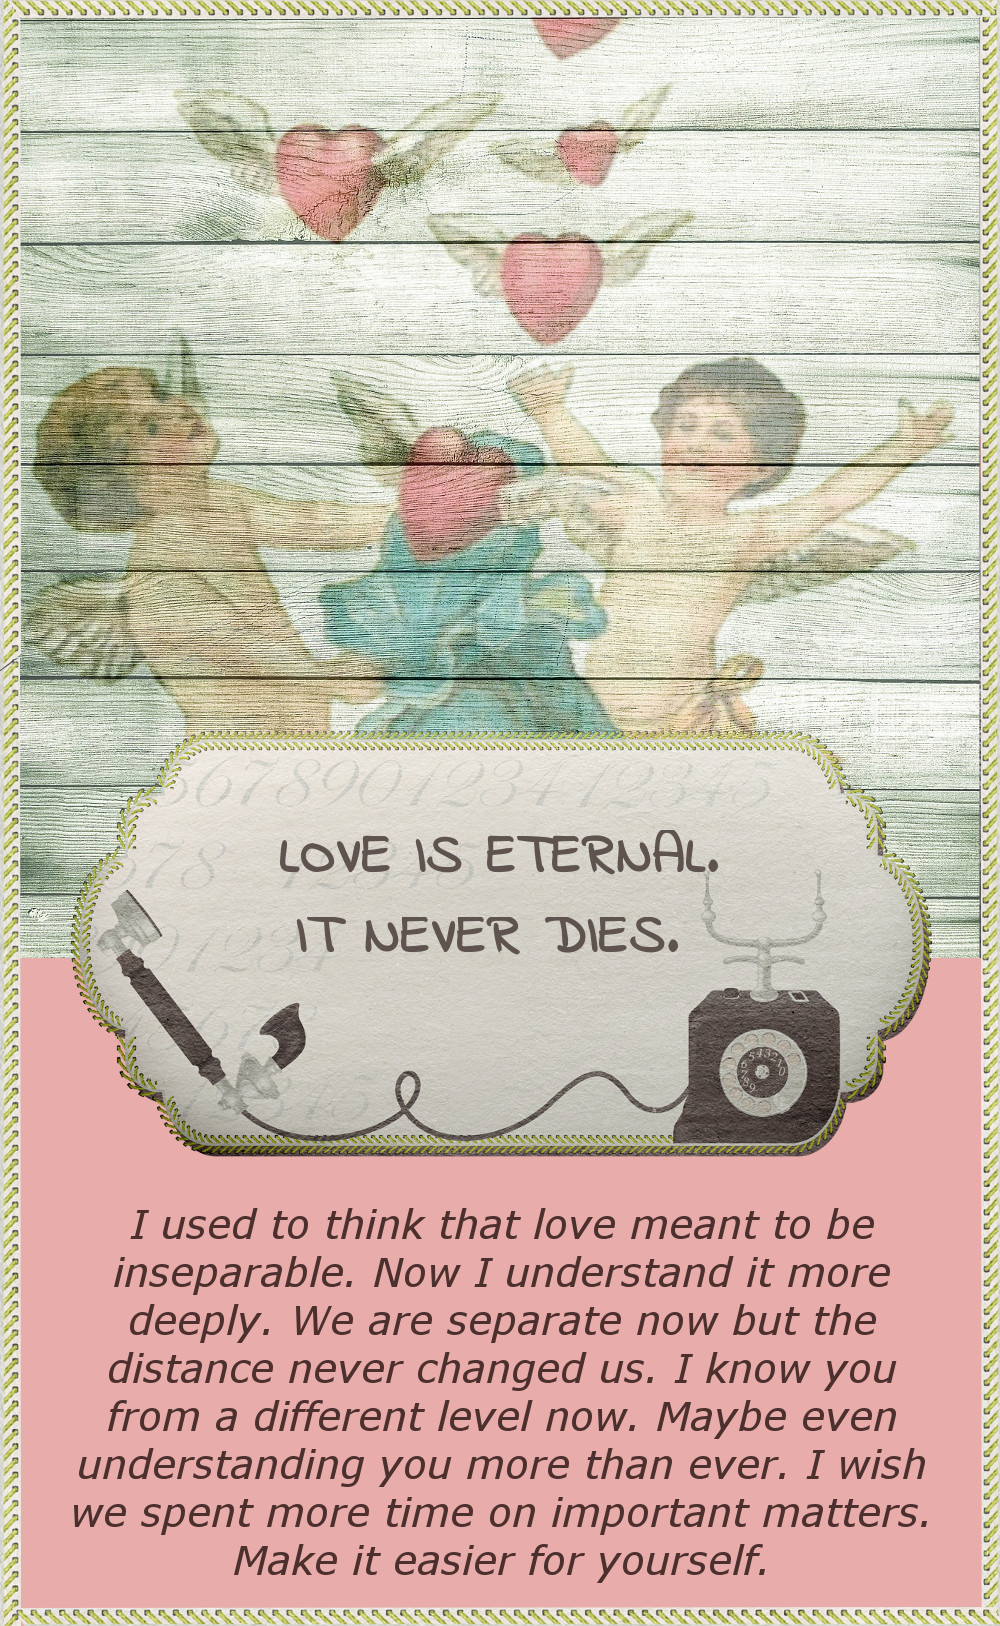 567890123412345
LOVE IS ETERNAL.
IT NEVER DIES.
I used to think that love meant to be
inseparable. Now I understand it more
deeply. We are separate now but the
distance never changed us. I know you
from a different level now. Maybe even
understanding you more than ever. I wish
we spent more time on important matters.
Make it easier for yourself.